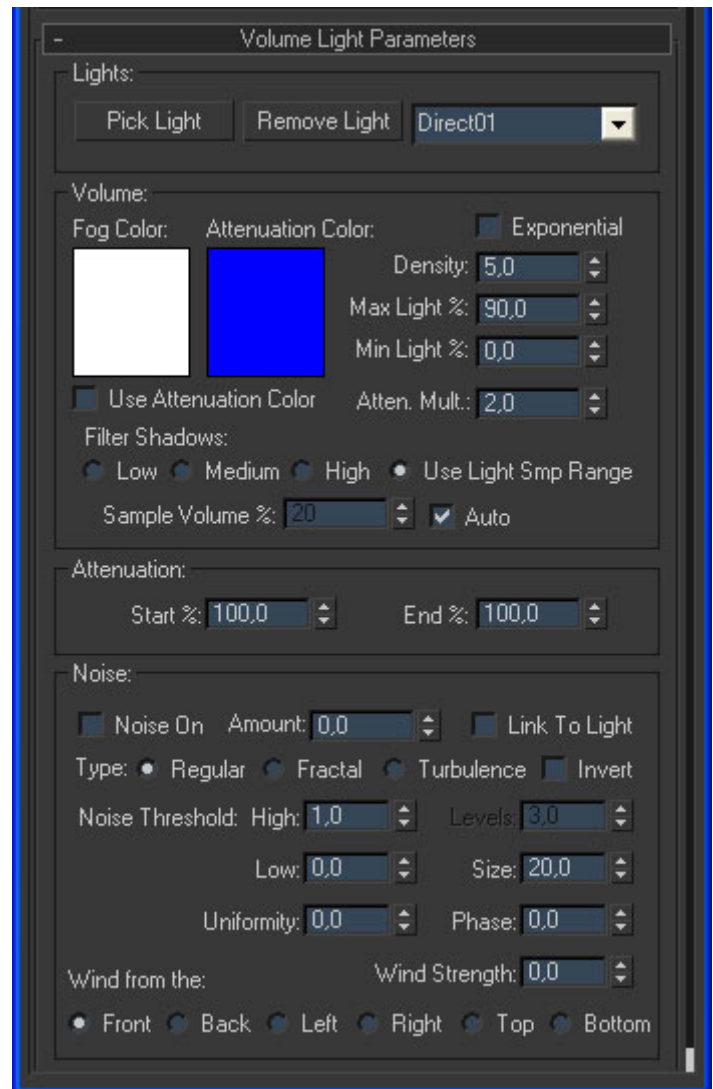 - Volume Light Parameters
Lights:
Pick Light Remove Light Direct01
Volume:
Fog Color: Attenuation Color: Exponential
Density: 5,0
Max Light %: 90,0
Min Light %: 0,0
Use Attenuation Color Atten. Mult.: 2,0
Filter Shadows:
Low Medium High Use Light Smp Range
Sample Volume %: 20 Auto
Attenuation:
Start %: 100,0 End %: 100,0
Noise:
Noise On Amount: 0,0 Link To Light
Type: Regular Fractal Turbulence Invert
Noise Threshold: High: 1,0 Levels: 3,0
Low: 0,0 Size: 20,0
Uniformity: 0,0 Phase: 0,0
Wind from the: Wind Strength: 0,0
Front Back Left Right Top Bottom